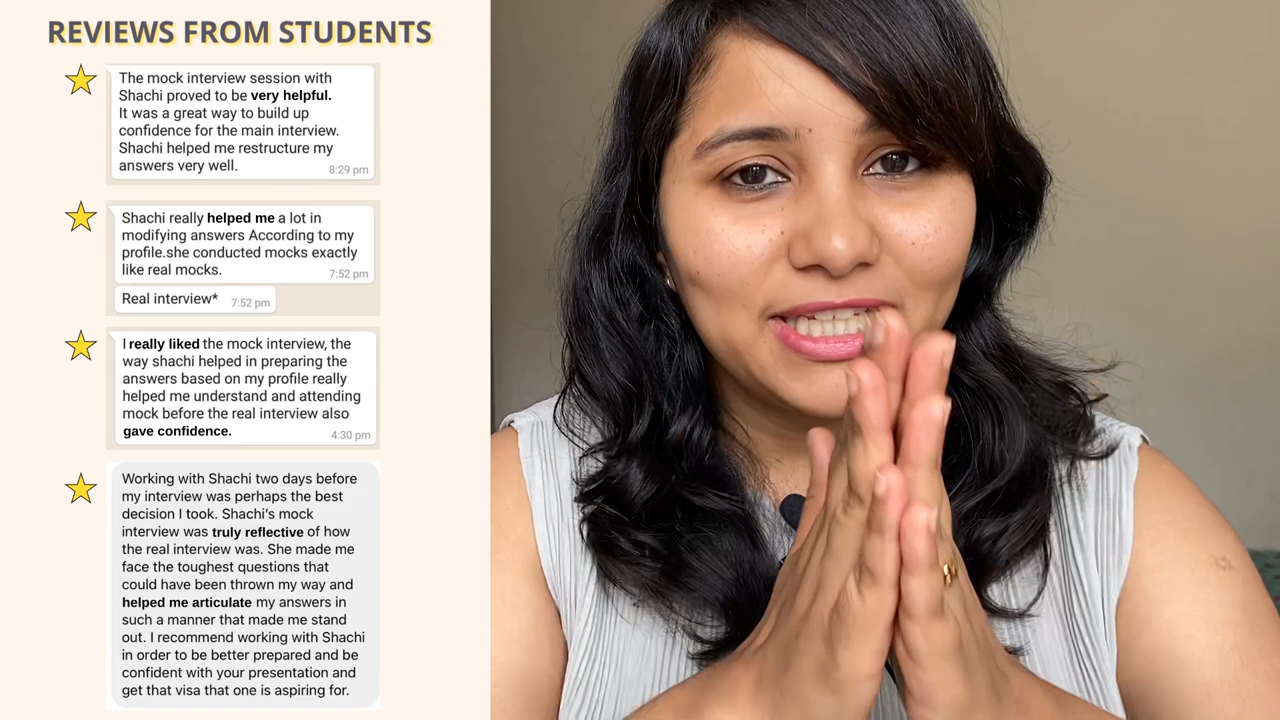 REVIEWS FROM STUDENTS
The mock interview session with
Shachi proved to be very helpful.
It was a great way to build up
confidence for the main interview.
Shachi helped me restructure my
answers very well.
8:29 pm
Shachi really helped me a lot in
modifying answers According to my
profile.she conducted mocks exactly
like real mocks.
7:52 pm
Real interview*
7:52 pm
I really liked the mock interview, the
way shachi helped in preparing the
answers based on my profile really
helped me understand and attending
mock before the real interview also
gave confidence.
4:30 pm
Working with Shachi two days before
my interview was perhaps the best
decision I took. Shachi's mock
interview was truly reflective of how
the real interview was. She made me
face the toughest questions that
could have been thrown my way and
helped me articulate my answers in
such a manner that made me stand
out. I recommend working with Shachi
in order to be better prepared and be
confident with your presentation and
get that visa that one is aspiring for.